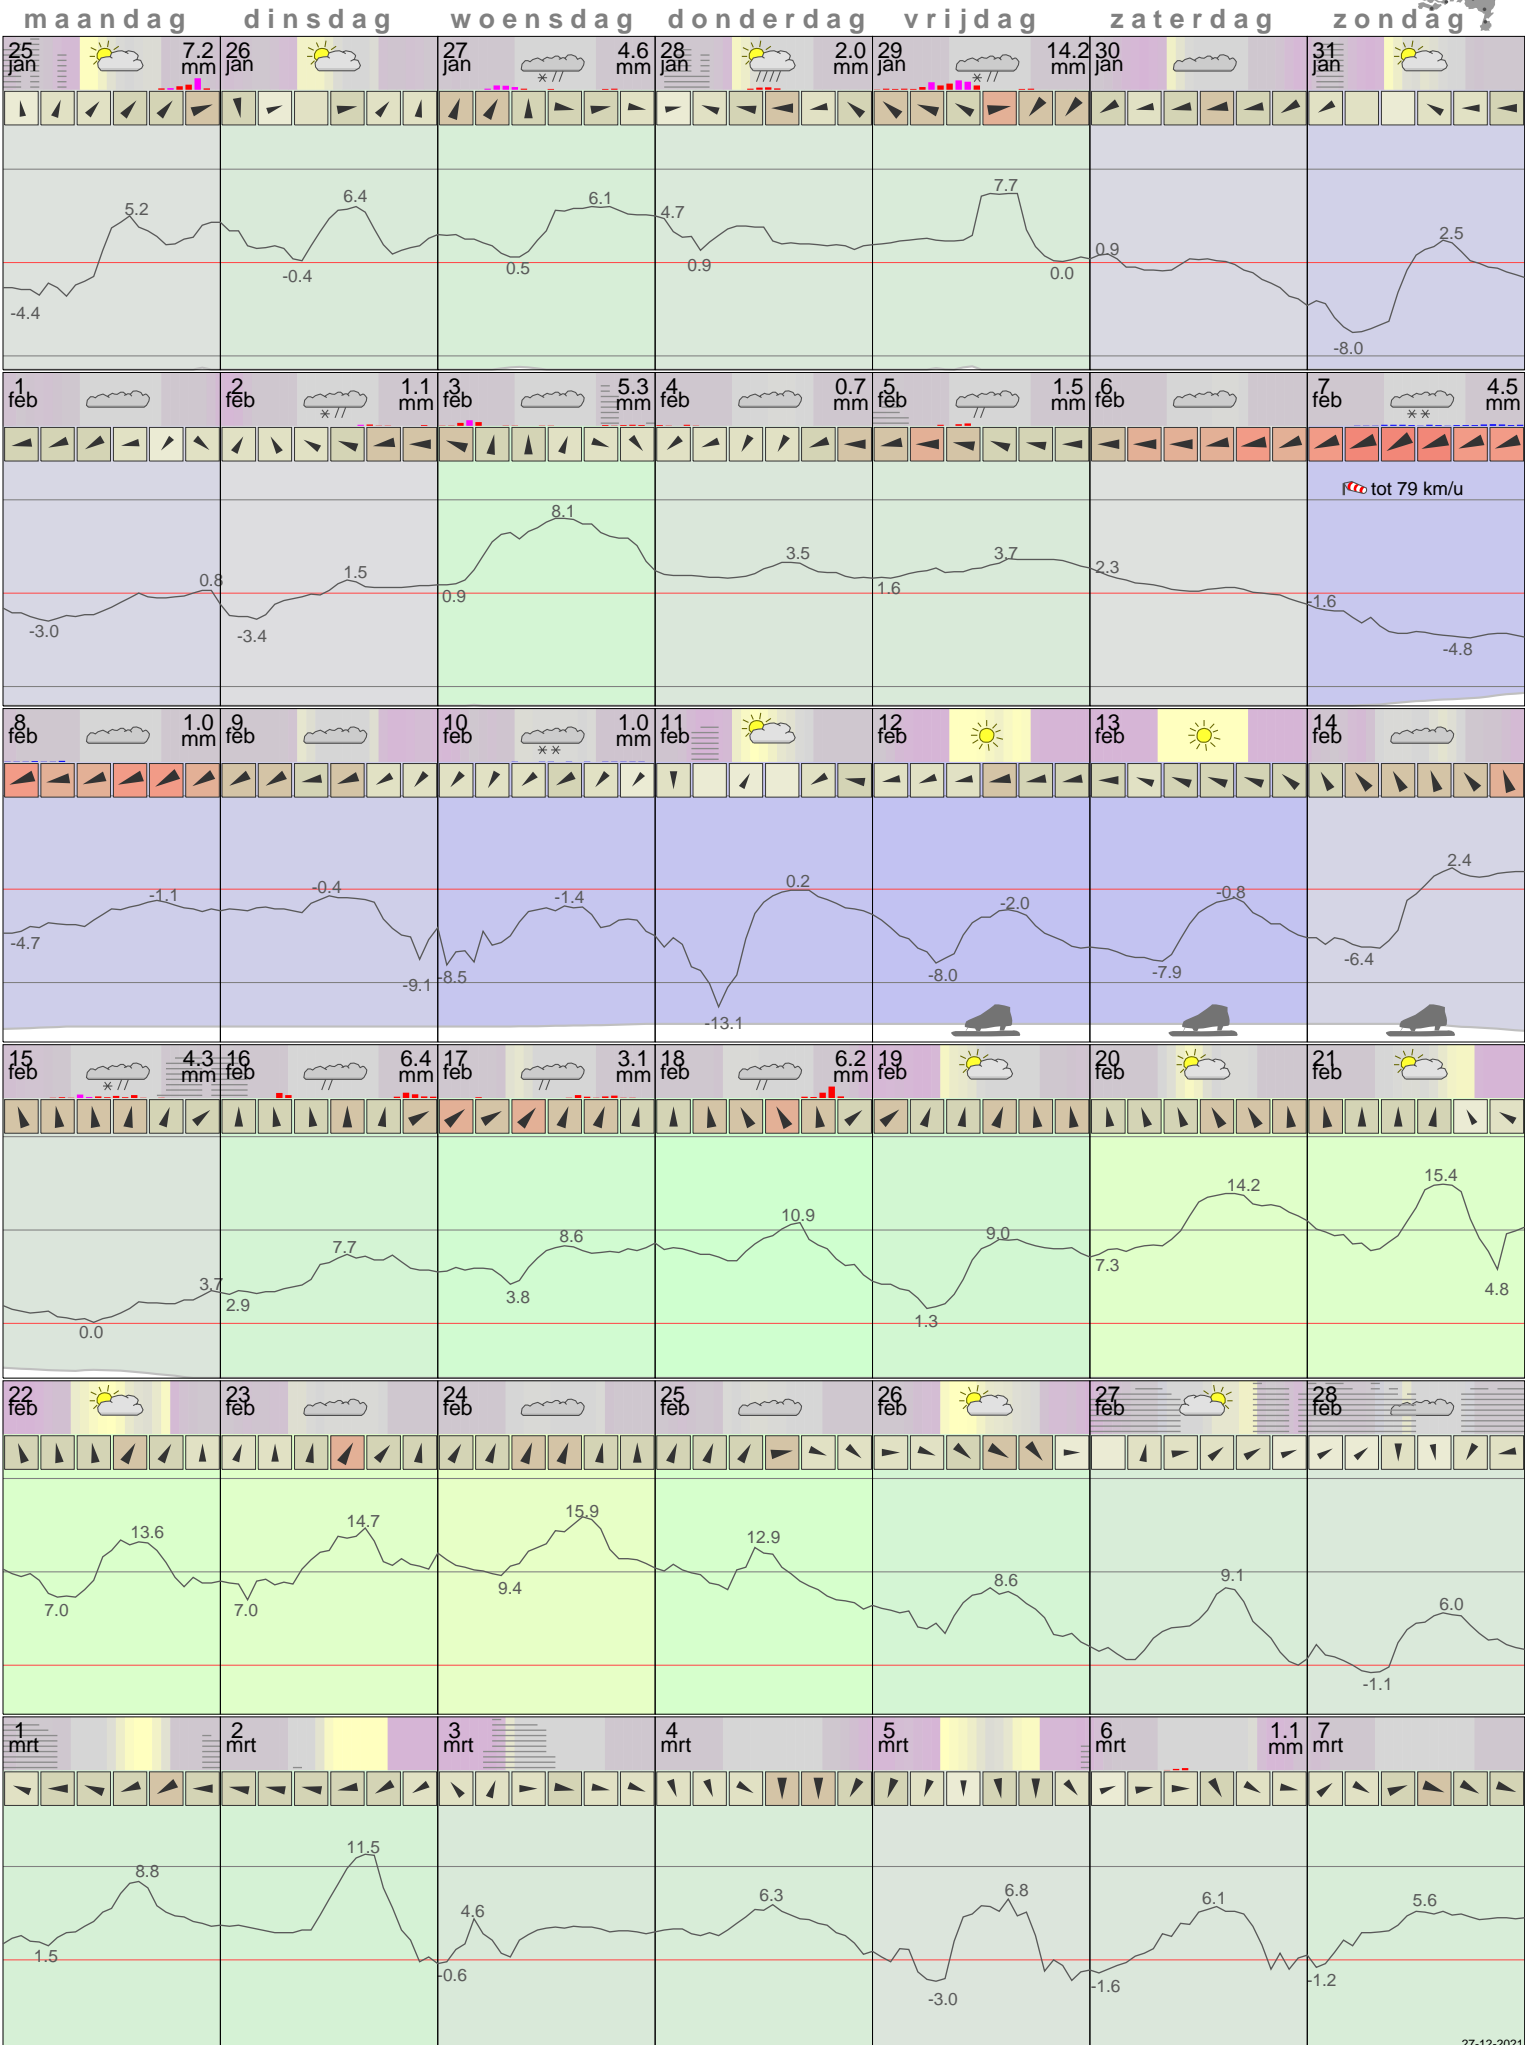 maandag dinsdag woensdag donderdag vrijdag zaterdag zondag
25 jan 7.2 mm 26 jan 27 jan 4.6 mm 28 jan 2.0 mm 29 jan 14.2 mm 30 jan 31 jan
5.2 6.4 6.1 4.7 7.7 0.9 2.5
-4.4 -0.4 0.5 0.9 0.0 -8.0
1 feb 2 feb 1.1 mm 3 feb 5.3 mm 4 feb 0.7 mm 5 feb 1.5 mm 6 feb 7 feb 4.5 mm
tot 79 km/u
0.8 1.5 8.1 3.5 3.7 2.3 -1.6
-3.0 -3.4 0.9 1.6 -4.8
8 feb 1.0 mm 9 feb 10 feb 1.0 mm 11 feb 12 feb 13 feb 14 feb
-1.1 -0.4 -1.4 0.2 -2.0 -0.8 2.4
-4.7 -9.1 -8.5 -13.1 -8.0 -7.9 -6.4
15 feb 4.3 mm 16 feb 6.4 mm 17 feb 3.1 mm 18 feb 6.2 mm 19 feb 20 feb 21 feb
3.7 7.7 8.6 10.9 9.0 14.2 15.4
0.0 2.9 3.8 1.3 7.3 4.8
22 feb 23 feb 24 feb 25 feb 26 feb 27 feb 28 feb
13.6 14.7 15.9 12.9 8.6 9.1 6.0
7.0 7.0 9.4 -1.1
1 mrt 2 mrt 3 mrt 4 mrt 5 mrt 6 mrt 1.1 mm 7 mrt
8.8 11.5 4.6 6.3 6.8 6.1 5.6
1.5 -0.6 -3.0 -1.6 -1.2
27-12-2021